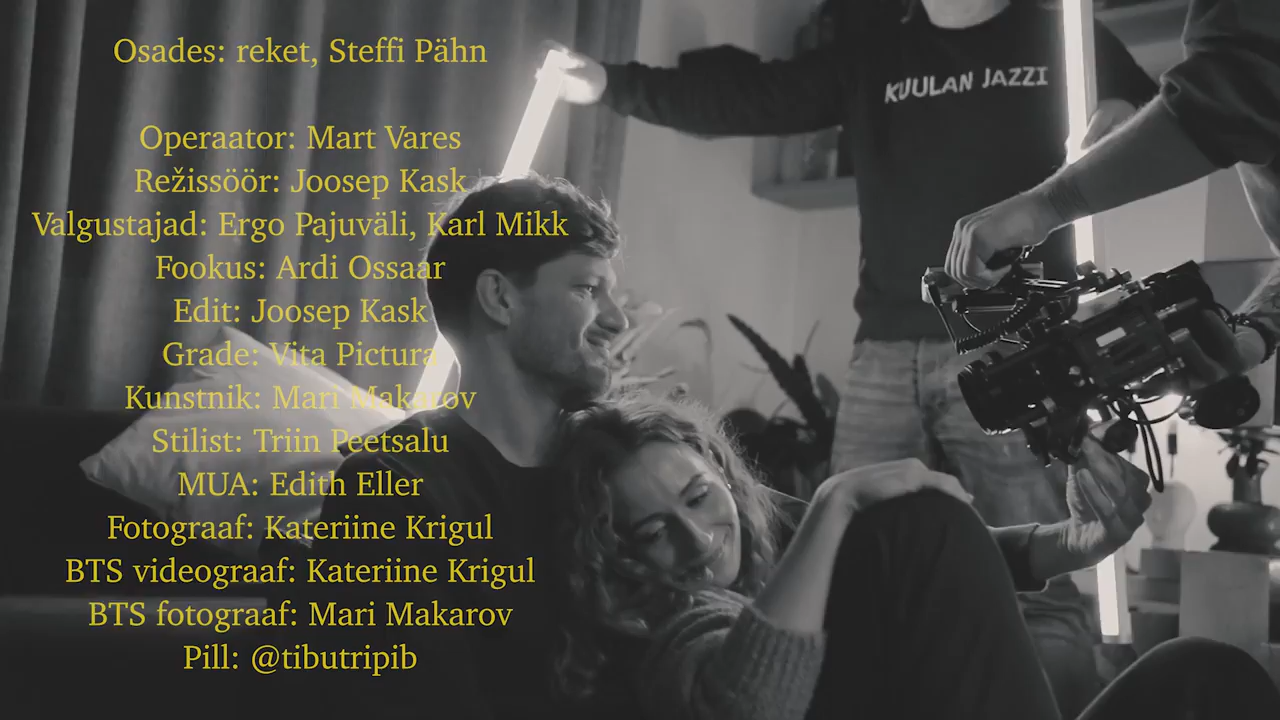 Osades: reket, Steffi Pähn
Operaator: Mart Vares
Režissöör: Joosep Kask
Valgustajad: Ergo Pajuväli, Karl Mikk
Fookus: Ardi Ossaar
Edit: Joosep Kask
Grade: Vita Pictura
Kunstnik: Mari Makarov
Stilist: Triin Peetsalu
MUA: Edith Eller
Fotograaf: Kateriine Krigul
BTS videograaf: Kateriine Krigul
BTS fotograaf: Mari Makarov
Pill: @tibutripib
KUULAN JAZZI